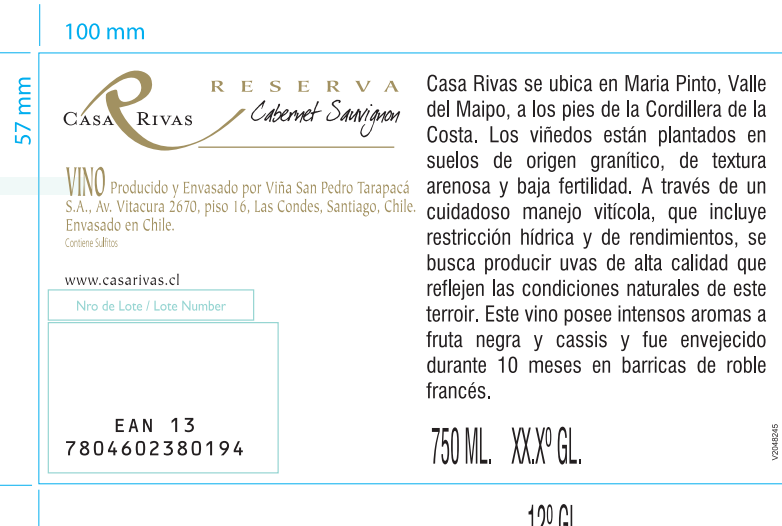 100 mm
57 mm
CASA RIVAS
RESERVA
Cabernet Sauvignon
VINO Producido y Envasado por Viña San Pedro Tarapacá
S.A., Av. Vitacura 2670, piso 16, Las Condes, Santiago, Chile.
Envasado en Chile.
Contiene Sulfitos
www.casarivas.cl
Nro de Lote / Lote Number
EAN 13
7804602380194
Casa Rivas se ubica en Maria Pinto, Valle
del Maipo, a los pies de la Cordillera de la
Costa. Los viñedos están plantados en
suelos de origen granítico, de textura
arenosa y baja fertilidad. A través de un
cuidadoso manejo vitícola, que incluye
restricción hídrica y de rendimientos, se
busca producir uvas de alta calidad que
reflejen las condiciones naturales de este
terroir. Este vino posee intensos aromas a
fruta negra y cassis y fue envejecido
durante 10 meses en barricas de roble
francés.
750 ML. XX.Xº GL.
V2048245
12º GL